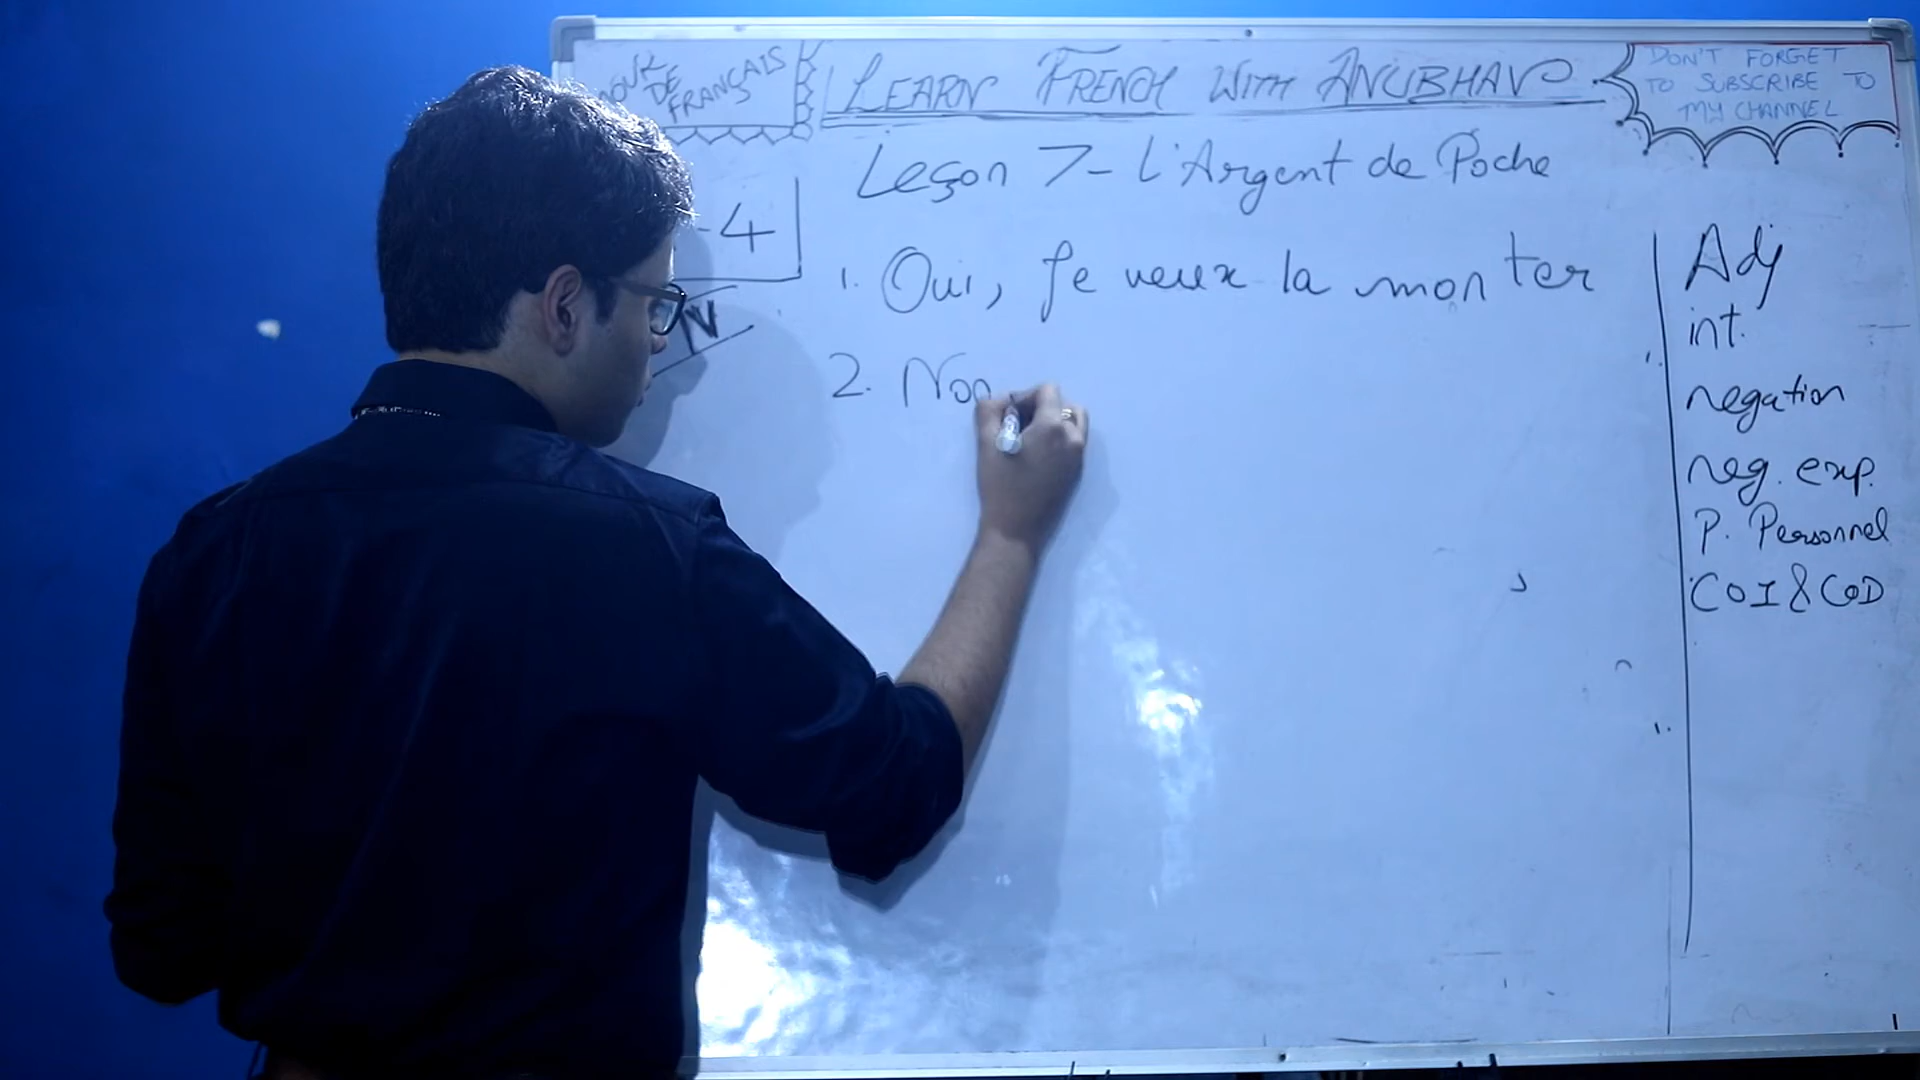 DE
FRANÇAIS
LEARN FRENCH WITH ANUBHAV
DON'T FORGET
TO SUBSCRIBE TO
MY CHANNEL
Leçon 7- L'Argent de Poche
-4
IV
1. Oui, Je veux la monter
2. Non
Adj
int.
negation
neg. exp.
P. Personnel
COI & COD